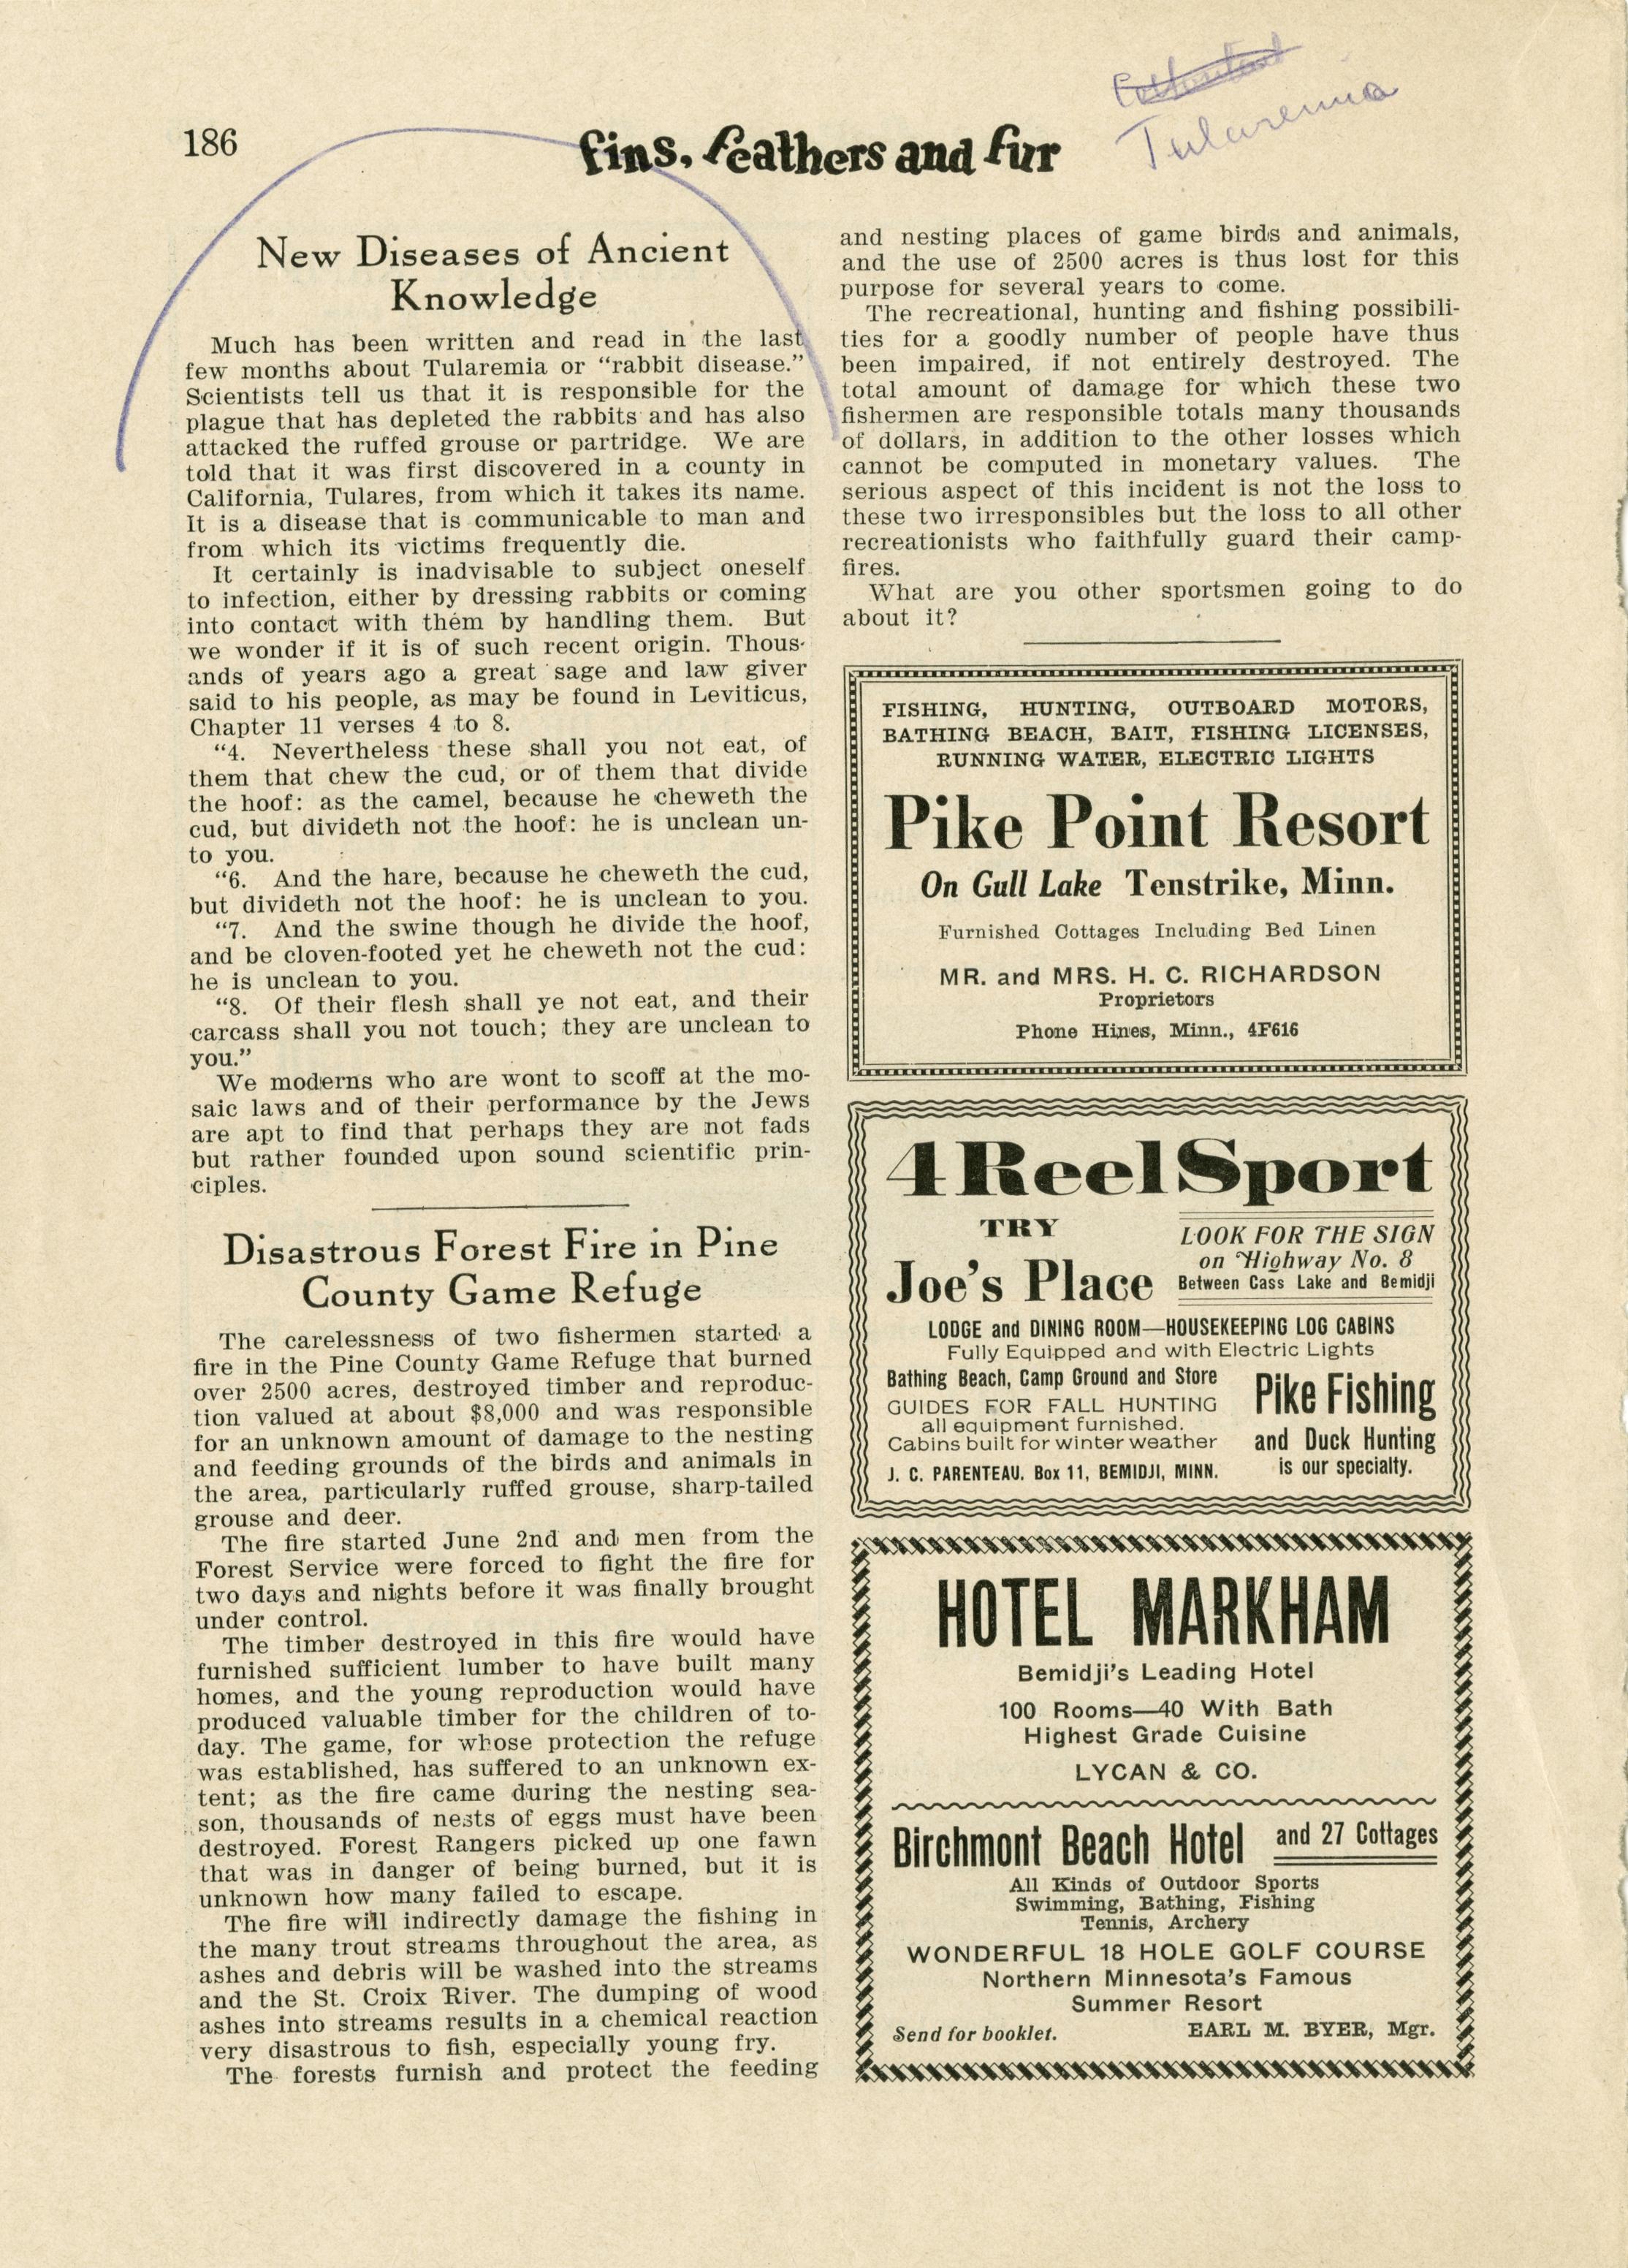 Tularemia
186
fins, feathers and fur
New Diseases of Ancient
Knowledge
Much has been written and read in the last
few months about Tularemia or “rabbit disease.”
Scientists tell us that it is responsible for the
plague that has depleted the rabbits and has also
attacked the ruffed grouse or partridge. We are
told that it was first discovered in a county in
California, Tulares, from which it takes its name.
It is a disease that is communicable to man and
from which its victims frequently die.
It certainly is inadvisable to subject oneself
to infection, either by dressing rabbits or coming
into contact with them by handling them. But
we wonder if it is of such recent origin. Thous-
ands of years ago a great sage and law giver
said to his people, as may be found in Leviticus,
Chapter 11 verses 4 to 8.
“4. Nevertheless these shall you not eat, of
them that chew the cud, or of them that divide
the hoof: as the camel, because he cheweth the
cud, but divideth not the hoof: he is unclean un-
to you.
“6. And the hare, because he cheweth the cud,
but divideth not the hoof: he is unclean to you.
“7. And the swine though he divide the hoof,
and be cloven-footed yet he cheweth not the cud:
he is unclean to you.
“8. Of their flesh shall ye not eat, and their
carcass shall you not touch; they are unclean to
you.”
We moderns who are wont to scoff at the mo-
saic laws and of their performance by the Jews
are apt to find that perhaps they are not fads
but rather founded upon sound scientific prin-
ciples.
Disastrous Forest Fire in Pine
County Game Refuge
The carelessness of two fishermen started a
fire in the Pine County Game Refuge that burned
over 2500 acres, destroyed timber and reproduc-
tion valued at about $8,000 and was responsible
for an unknown amount of damage to the nesting
and feeding grounds of the birds and animals in
the area, particularly ruffed grouse, sharp-tailed
grouse and deer.
The fire started June 2nd and men from the
Forest Service were forced to fight the fire for
two days and nights before it was finally brought
under control.
The timber destroyed in this fire would have
furnished sufficient lumber to have built many
homes, and the young reproduction would have
produced valuable timber for the children of to-
day. The game, for whose protection the refuge
was established, has suffered to an unknown ex-
tent; as the fire came during the nesting sea-
son, thousands of nests of eggs must have been
destroyed. Forest Rangers picked up one fawn
that was in danger of being burned, but it is
unknown how many failed to escape.
The fire will indirectly damage the fishing in
the many trout streams throughout the area, as
ashes and debris will be washed into the streams
and the St. Croix River. The dumping of wood
ashes into streams results in a chemical reaction
very disastrous to fish, especially young fry.
The forests furnish and protect the feeding
and nesting places of game birds and animals,
and the use of 2500 acres is thus lost for this
purpose for several years to come.
The recreational, hunting and fishing possibili-
ties for a goodly number of people have thus
been impaired, if not entirely destroyed. The
total amount of damage for which these two
fishermen are responsible totals many thousands
of dollars, in addition to the other losses which
cannot be computed in monetary values. The
serious aspect of this incident is not the loss to
these two irresponsibles but the loss to all other
recreationists who faithfully guard their camp-
fires.
What are you other sportsmen going to do
about it?
FISHING, HUNTING, OUTBOARD MOTORS,
BATHING BEACH, BAIT, FISHING LICENSES,
RUNNING WATER, ELECTRIC LIGHTS
Pike Point Resort
On Gull Lake Tenstrike, Minn.
Furnished Cottages Including Bed Linen
MR. and MRS. H. C. RICHARDSON
Proprietors
Phone Hines, Minn., 4F616
4 Reel Sport
TRY
Joe's Place
LOOK FOR THE SIGN
on Highway No. 8
Between Cass Lake and Bemidji
LODGE and DINING ROOM—HOUSEKEEPING LOG CABINS
Fully Equipped and with Electric Lights
Bathing Beach, Camp Ground and Store
GUIDES FOR FALL HUNTING
all equipment furnished.
Cabins built for winter weather
J. C. PARENTEAU, Box 11, BEMIDJI, MINN.
Pike Fishing
and Duck Hunting
is our specialty.
HOTEL MARKHAM
Bemidji's Leading Hotel
100 Rooms—40 With Bath
Highest Grade Cuisine
LYCAN & CO.
Birchmont Beach Hotel and 27 Cottages
All Kinds of Outdoor Sports
Swimming, Bathing, Fishing
Tennis, Archery
WONDERFUL 18 HOLE GOLF COURSE
Northern Minnesota's Famous
Summer Resort
Send for booklet. EARL M. BYER, Mgr.